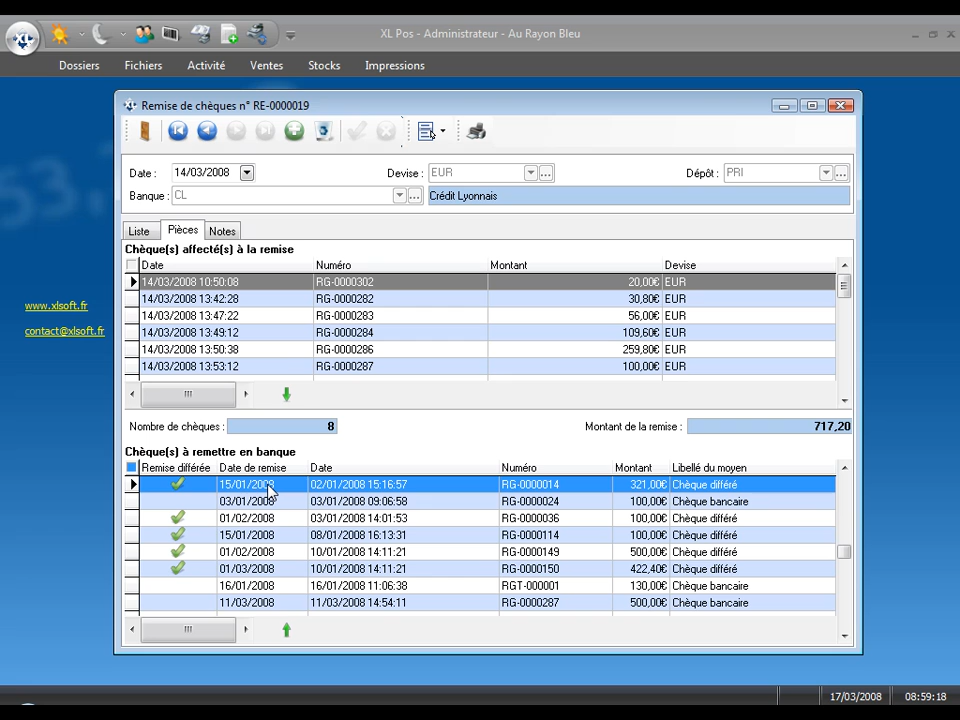 XL Pos - Administrateur - Au Rayon Bleu
Dossiers Fichiers Activité Ventes Stocks Impressions
Remise de chèques n° RE-0000019
Date : 14/03/2008 Devise : EUR ... Dépôt : PRI ...
Banque : CL ... Crédit Lyonnais
Liste Pièces Notes
Chèque(s) affecté(s) à la remise
Date Numéro Montant Devise
14/03/2008 10:50:08 RG-0000302 20,00€ EUR
14/03/2008 13:42:28 RG-0000282 30,80€ EUR
14/03/2008 13:47:22 RG-0000283 56,00€ EUR
14/03/2008 13:49:12 RG-0000284 109,60€ EUR
14/03/2008 13:50:38 RG-0000286 259,80€ EUR
14/03/2008 13:53:12 RG-0000287 100,00€ EUR
www.xlsoft.fr
contact@xlsoft.fr
Nombre de chèques : 8 Montant de la remise : 717,20
Chèque(s) à remettre en banque
Remise différée Date de remise Date Numéro Montant Libellé du moyen
15/01/2008 02/01/2008 15:16:57 RG-0000014 321,00€ Chèque différé
03/01/2008 03/01/2008 09:06:58 RG-0000024 100,00€ Chèque bancaire
01/02/2008 03/01/2008 14:01:53 RG-0000036 100,00€ Chèque différé
15/01/2008 08/01/2008 16:13:31 RG-0000114 100,00€ Chèque différé
01/02/2008 10/01/2008 14:11:21 RG-0000149 500,00€ Chèque différé
01/03/2008 10/01/2008 14:11:21 RG-0000150 422,40€ Chèque différé
16/01/2008 16/01/2008 11:06:38 RGT-000001 130,00€ Chèque bancaire
11/03/2008 11/03/2008 14:54:11 RG-0000287 500,00€ Chèque bancaire
17/03/2008 08:59:18